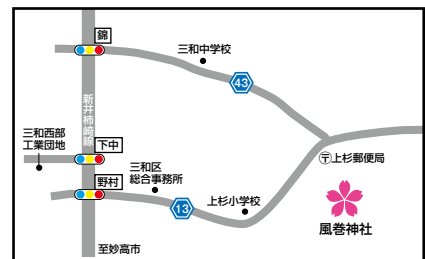 錦
三和中学校
43
新井柿崎線
三和西部
工業団地
下中
〒上杉郵便局
三和区
総合事務所
野村
13
上杉小学校
風巻神社
至妙高市